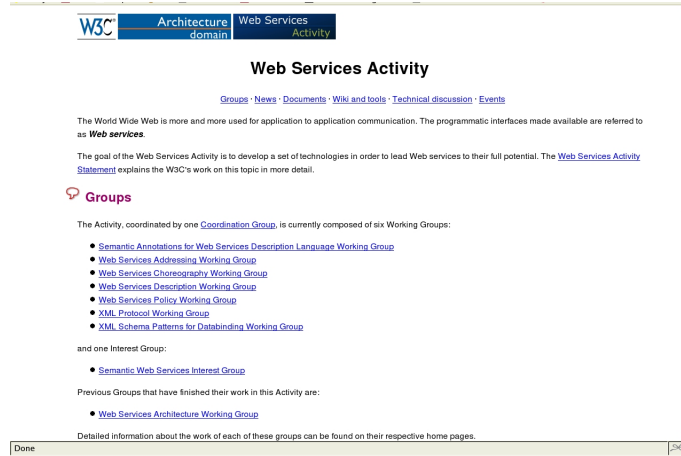 W3C® Architecture domain Web Services Activity
Web Services Activity
Groups · News · Documents · Wiki and tools · Technical discussion · Events
The World Wide Web is more and more used for application to application communication. The programmatic interfaces made available are referred to
as Web services.
The goal of the Web Services Activity is to develop a set of technologies in order to lead Web services to their full potential. The Web Services Activity
Statement explains the W3C's work on this topic in more detail.
Groups
The Activity, coordinated by one Coordination Group, is currently composed of six Working Groups:
Semantic Annotations for Web Services Description Language Working Group
Web Services Addressing Working Group
Web Services Choreography Working Group
Web Services Description Working Group
Web Services Policy Working Group
XML Protocol Working Group
XML Schema Patterns for Databinding Working Group
and one Interest Group:
Semantic Web Services Interest Group
Previous Groups that have finished their work in this Activity are:
Web Services Architecture Working Group
Detailed information about the work of each of these groups can be found on their respective home pages.
Done